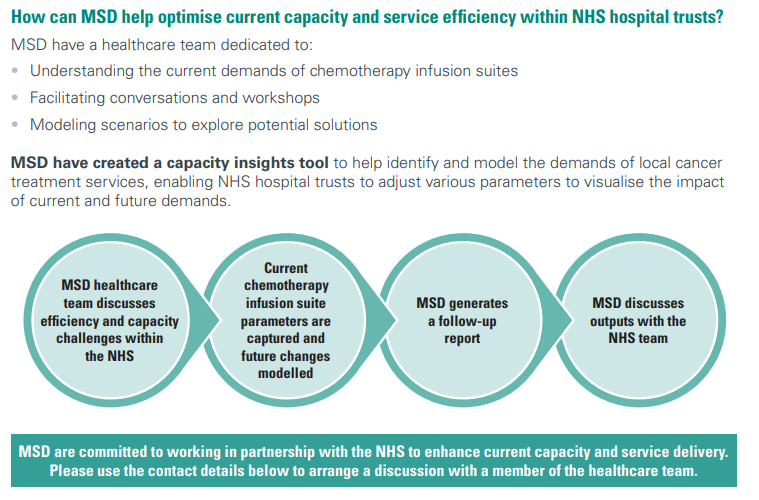 How can MSD help optimise current capacity and service efficiency within NHS hospital trusts?
MSD have a healthcare team dedicated to:
• Understanding the current demands of chemotherapy infusion suites
• Facilitating conversations and workshops
• Modeling scenarios to explore potential solutions
MSD have created a capacity insights tool to help identify and model the demands of local cancer
treatment services, enabling NHS hospital trusts to adjust various parameters to visualise the impact
of current and future demands.
MSD healthcare
team discusses
efficiency and capacity
challenges within
the NHS
Current
chemotherapy
infusion suite
parameters are
captured and
future changes
modelled
MSD generates
a follow-up
report
MSD discusses
outputs with the
NHS team
MSD are committed to working in partnership with the NHS to enhance current capacity and service delivery.
Please use the contact details below to arrange a discussion with a member of the healthcare team.